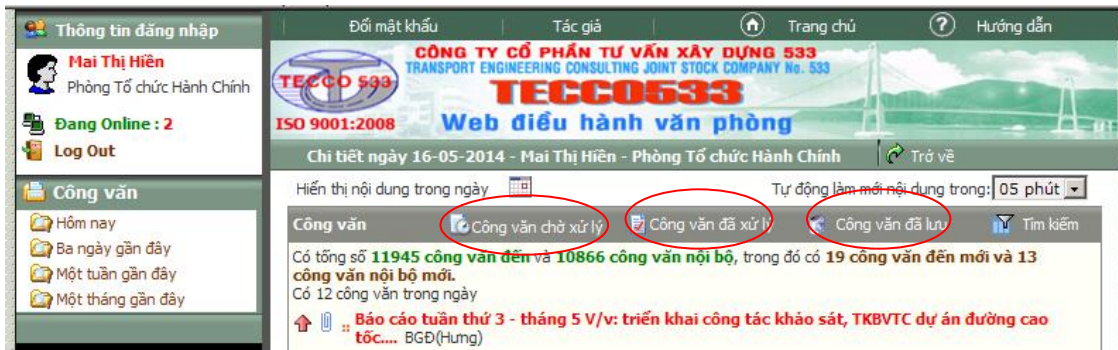 Thông tin đăng nhập
Mai Thị Hiền
Phòng Tổ chức Hành Chính
Đang Online : 2
Log Out
Công văn
Hôm nay
Ba ngày gần đây
Một tuần gần đây
Một tháng gần đây
Đổi mật khẩu Tác giả Trang chủ ? Hướng dẫn
CÔNG TY CỔ PHẦN TƯ VẤN XÂY DỰNG 533
TRANSPORT ENGINEERING CONSULTING JOINT STOCK COMPANY No. 533
TECCO 533
TECCO533
ISO 9001:2008 Web điều hành văn phòng
Chi tiết ngày 16-05-2014 - Mai Thị Hiền - Phòng Tổ chức Hành Chính Trở về
Hiển thị nội dung trong ngày Tự động làm mới nội dung trong: 05 phút
Công văn Công văn chờ xử lý Công văn đã xử lý Công văn đã lưu Tìm kiếm
Có tổng số 11945 công văn đến và 10866 công văn nội bộ, trong đó có 19 công văn đến mới và 13
công văn nội bộ mới.
Có 12 công văn trong ngày
Báo cáo tuần thứ 3 - tháng 5 V/v: triển khai công tác khảo sát, TKBVTC dự án đường cao
tốc.... BGĐ(Hưng)